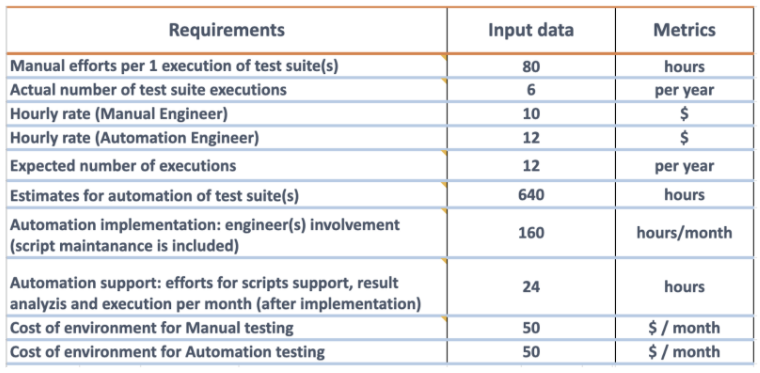 Requirements Input data Metrics
Manual efforts per 1 execution of test suite(s) 80 hours
Actual number of test suite executions 6 per year
Hourly rate (Manual Engineer) 10 $
Hourly rate (Automation Engineer) 12 $
Expected number of executions 12 per year
Estimates for automation of test suite(s) 640 hours
Automation implementation: engineer(s) involvement
(script maintanance is included) 160 hours/month
Automation support: efforts for scripts support, result
analyzis and execution per month (after implementation) 24 hours
Cost of environment for Manual testing 50 $ / month
Cost of environment for Automation testing 50 $ / month